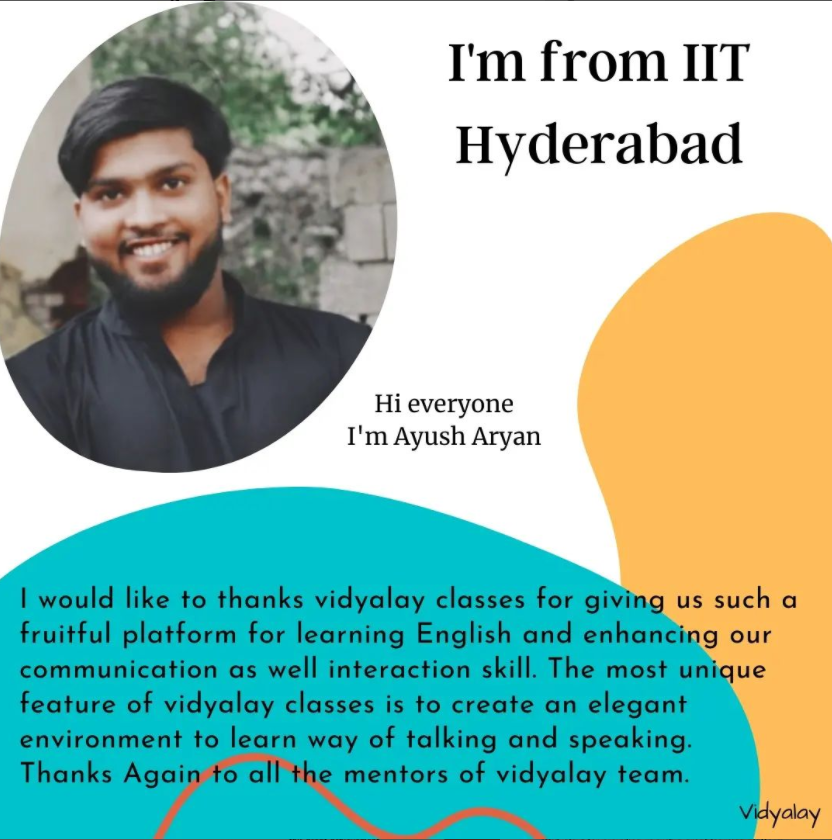 I'm from IIT
Hyderabad
Hi everyone
I'm Ayush Aryan
I would like to thanks vidyalay classes for giving us such a
fruitful platform for learning English and enhancing our
communication as well interaction skill. The most unique
feature of vidyalay classes is to create an elegant
environment to learn way of talking and speaking.
Thanks Again to all the mentors of vidyalay team.
Vidyalay